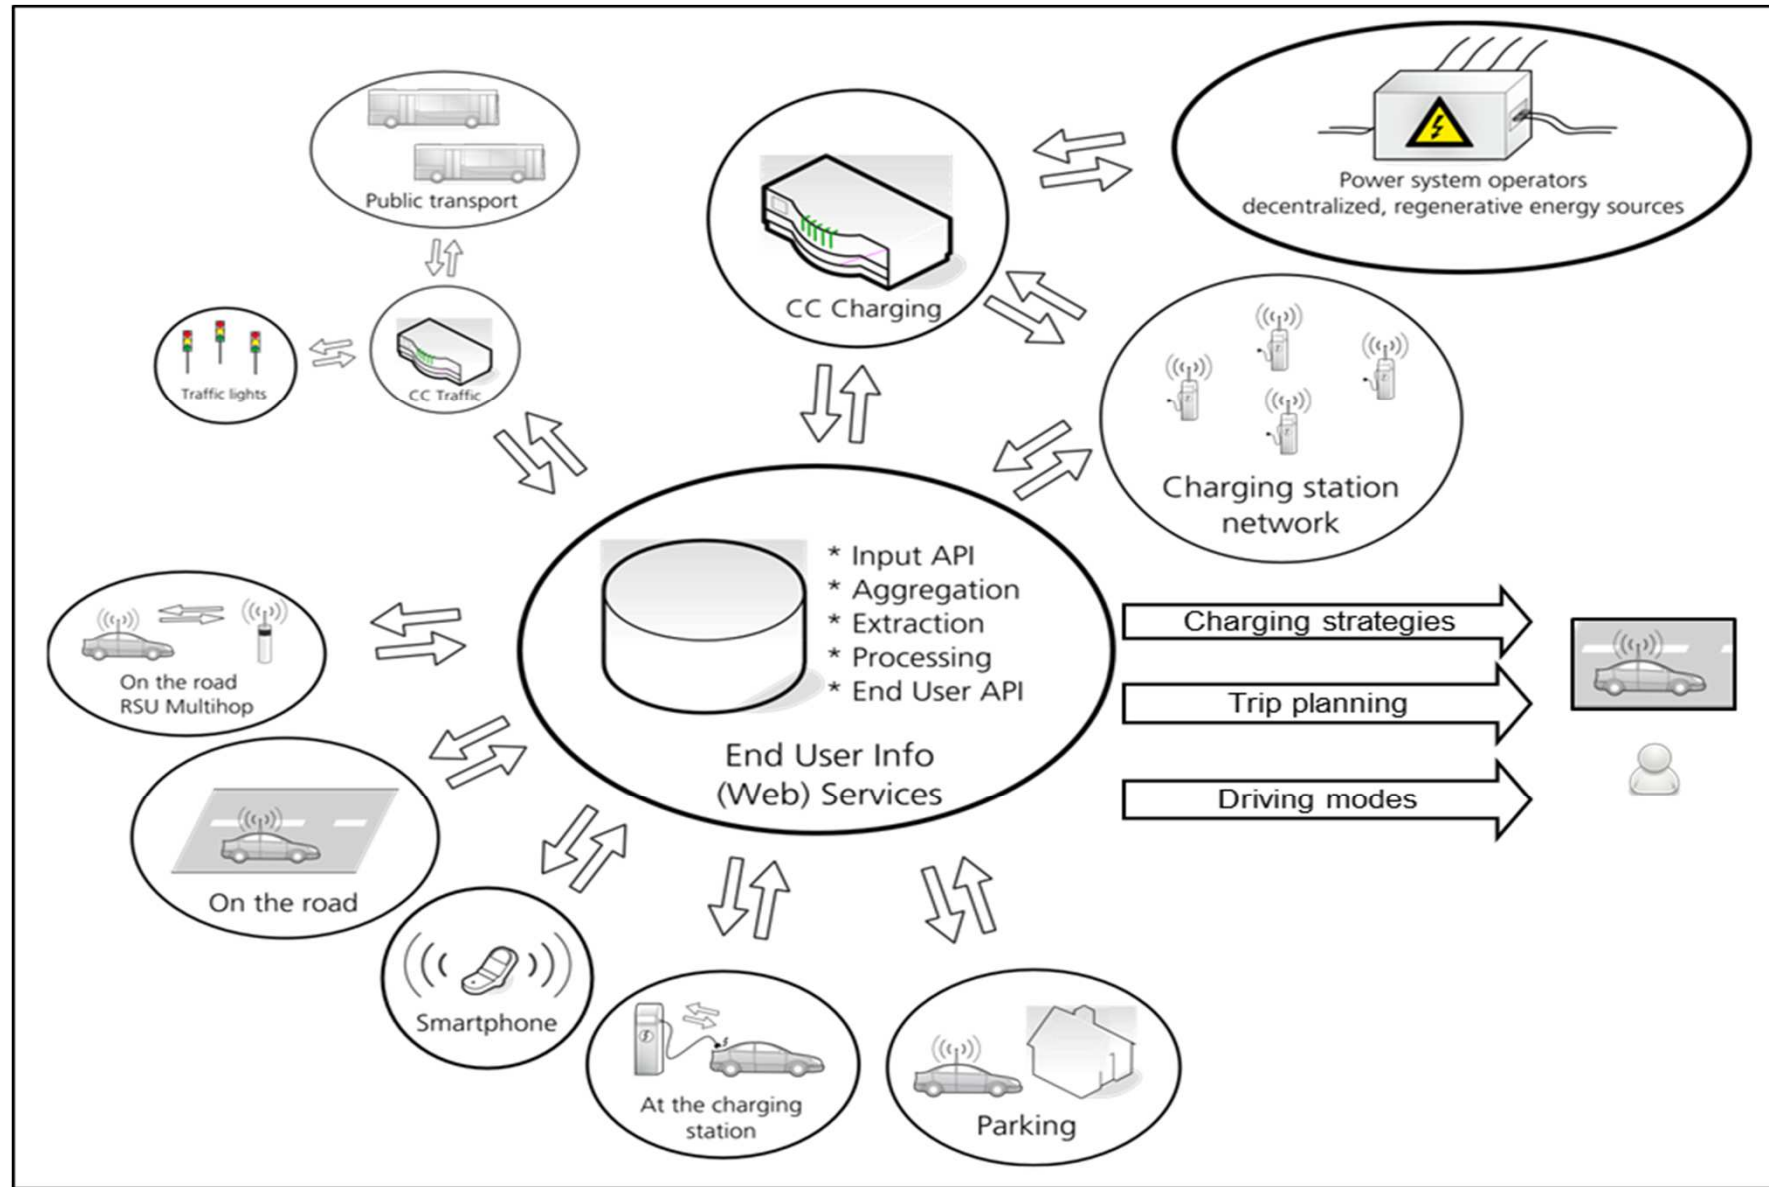 Public transport
Power system operators
decentralized, regenerative energy sources
CC Charging
Traffic lights
CC Traffic
Charging station
network
* Input API
* Aggregation
* Extraction
* Processing
* End User API
End User Info
(Web) Services
Charging strategies
Trip planning
Driving modes
On the road
RSU Multihop
On the road
Smartphone
At the charging
station
Parking